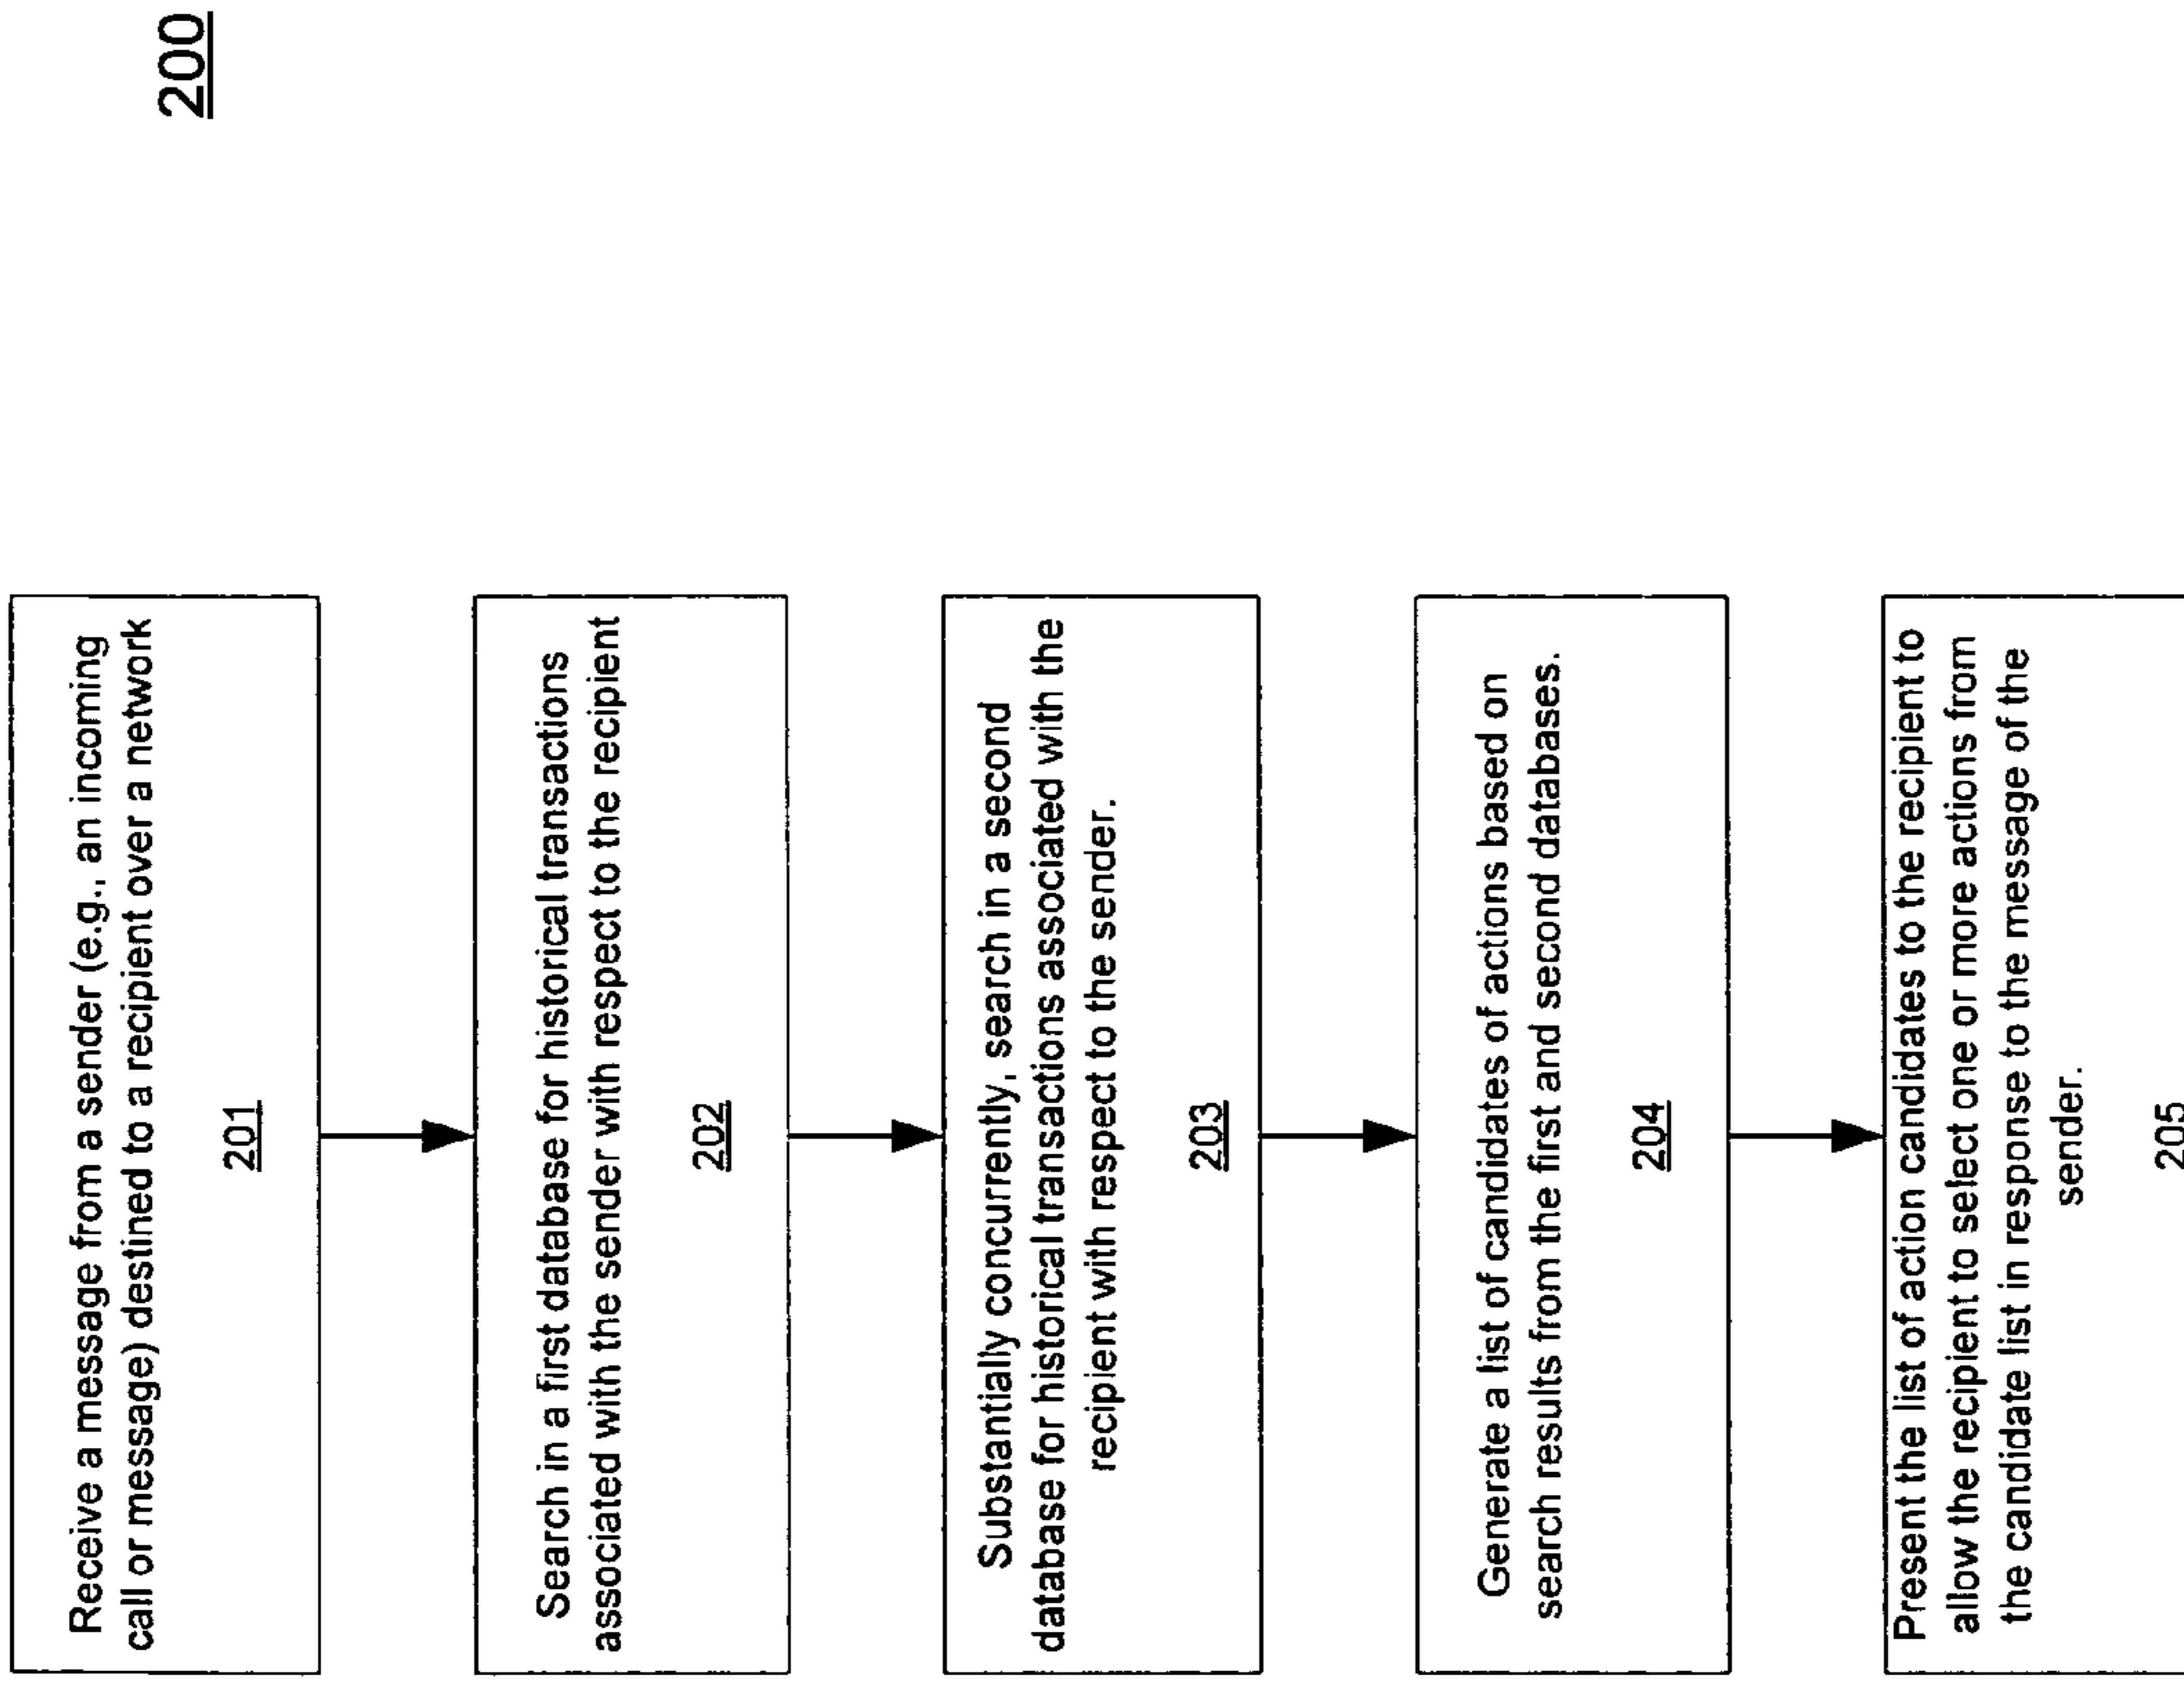 200
Receive a message from a sender (e.g., an incoming
call or message) destined to a recipient over a network
201
Search in a first database for historical transactions
associated with the sender with respect to the recipient
202
Substantially concurrently, search in a second
database for historical transactions associated with the
recipient with respect to the sender.
203
Generate a list of candidates of actions based on
search results from the first and second databases.
204
Present the list of action candidates to the recipient to
allow the recipient to select one or more actions from
the candidate list in response to the message of the
sender.
205